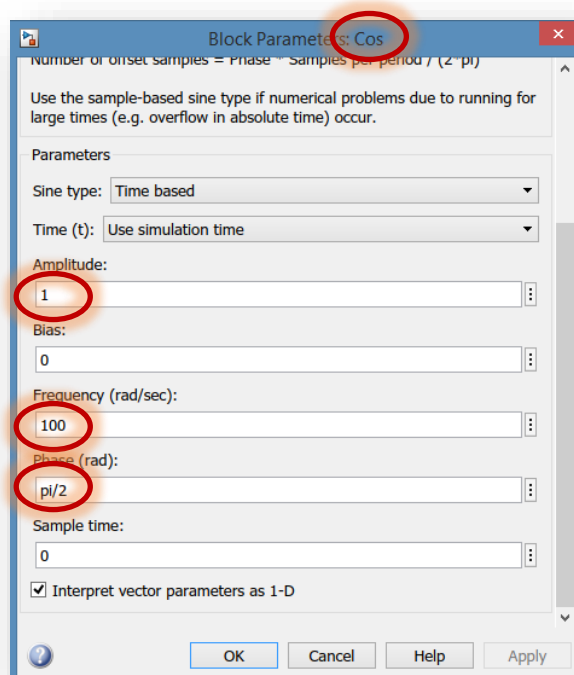 Block Parameters: Cos
Number of offset samples = Phase * Samples per period / (2*pi)
Use the sample-based sine type if numerical problems due to running for
large times (e.g. overflow in absolute time) occur.
Parameters
Sine type: Time based
Time (t): Use simulation time
Amplitude:
1
Bias:
0
Frequency (rad/sec):
100
Phase (rad):
pi/2
Sample time:
0
Interpret vector parameters as 1-D
OK Cancel Help Apply